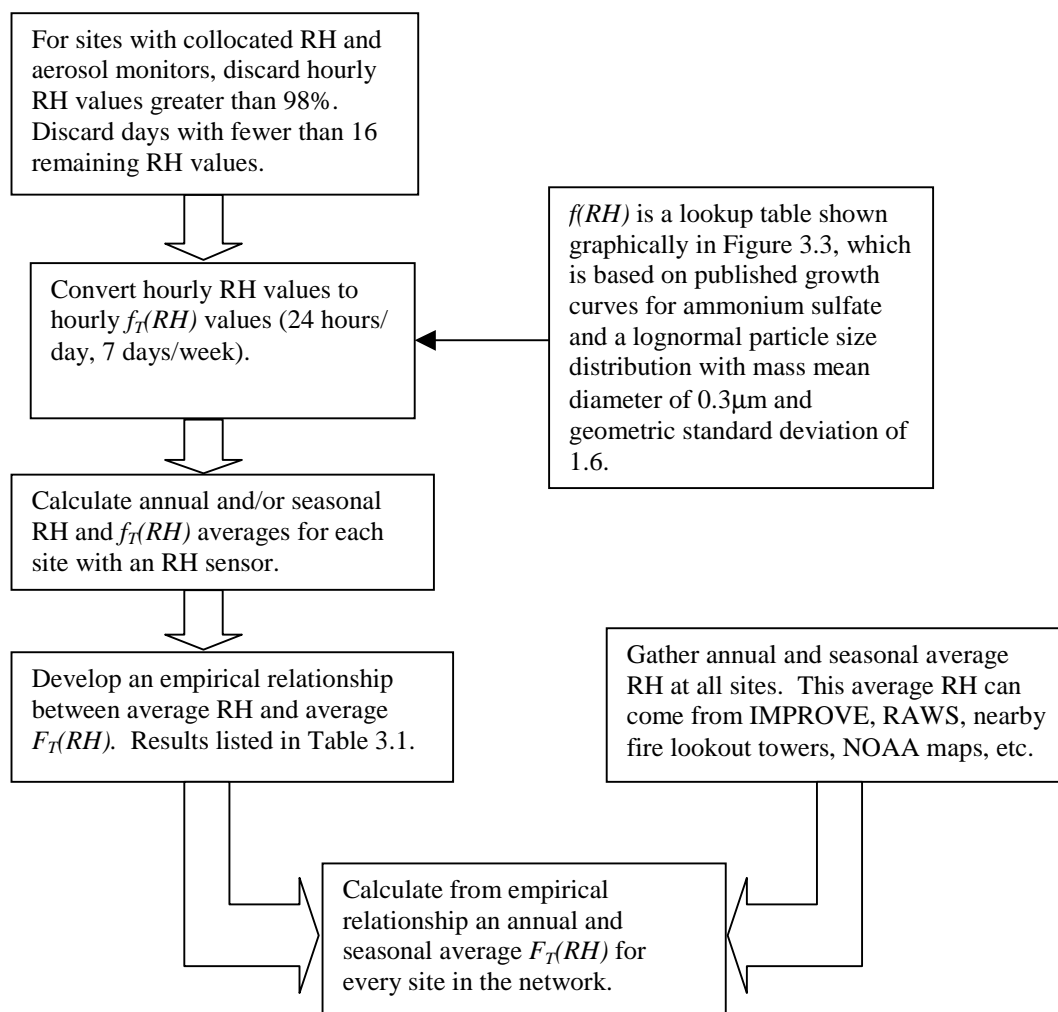 For sites with collocated RH and
aerosol monitors, discard hourly
RH values greater than 98%.
Discard days with fewer than 16
remaining RH values.
f(RH) is a lookup table shown
graphically in Figure 3.3, which
is based on published growth
curves for ammonium sulfate
and a lognormal particle size
distribution with mass mean
diameter of 0.3μm and
geometric standard deviation of
1.6.
Convert hourly RH values to
hourly fT(RH) values (24 hours/
day, 7 days/week).
Calculate annual and/or seasonal
RH and fT(RH) averages for each
site with an RH sensor.
Develop an empirical relationship
between average RH and average
FT(RH).  Results listed in Table 3.1.
Gather annual and seasonal average
RH at all sites.  This average RH can
come from IMPROVE, RAWS, nearby
fire lookout towers, NOAA maps, etc.
Calculate from empirical
relationship an annual and
seasonal average FT(RH) for
every site in the network.